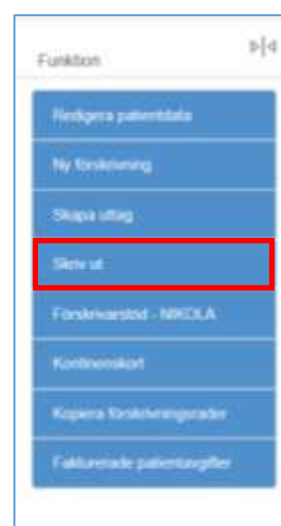 Funktion
Redigera patientdata
Ny förskrivning
Skapa uttag
Skriv ut
Förskrivarstöd - NIKOLA
Kontinenskort
Kopiera förskrivningsrader
Fakturerade patientavgifter